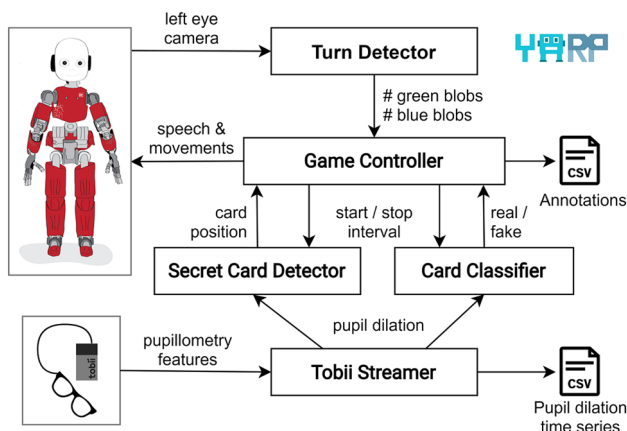 left eye
camera
Turn Detector
YARP
# green blobs
# blue blobs
speech &
movements
Game Controller
CSV
Annotations
card
position
start / stop
interval
real /
fake
Secret Card Detector
Card Classifier
pupil dilation
pupillometry
features
tobii
Tobii Streamer
CSV
Pupil dilation
time series